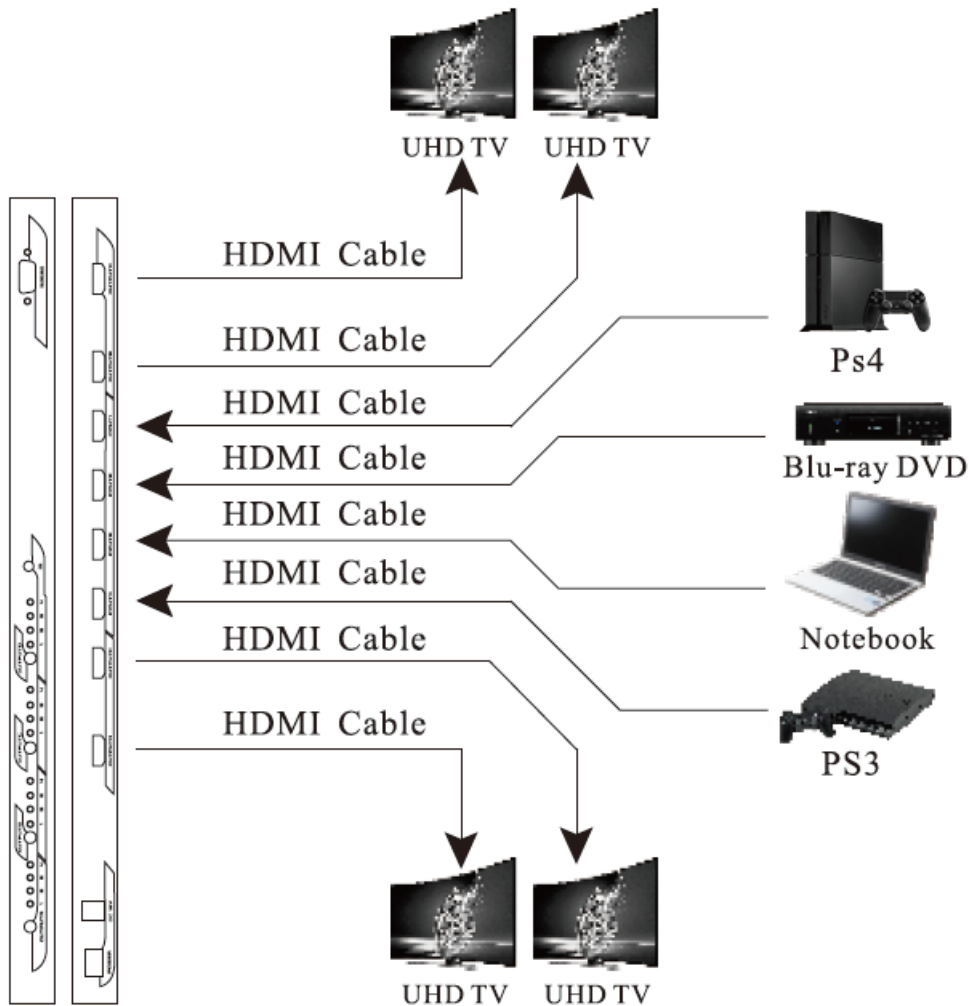 UHD TV UHD TV
HDMI Cable
HDMI Cable
Ps4
HDMI Cable
HDMI Cable
Blu-ray DVD
HDMI Cable
HDMI Cable
Notebook
HDMI Cable
HDMI Cable
PS3
UHD TV UHD TV